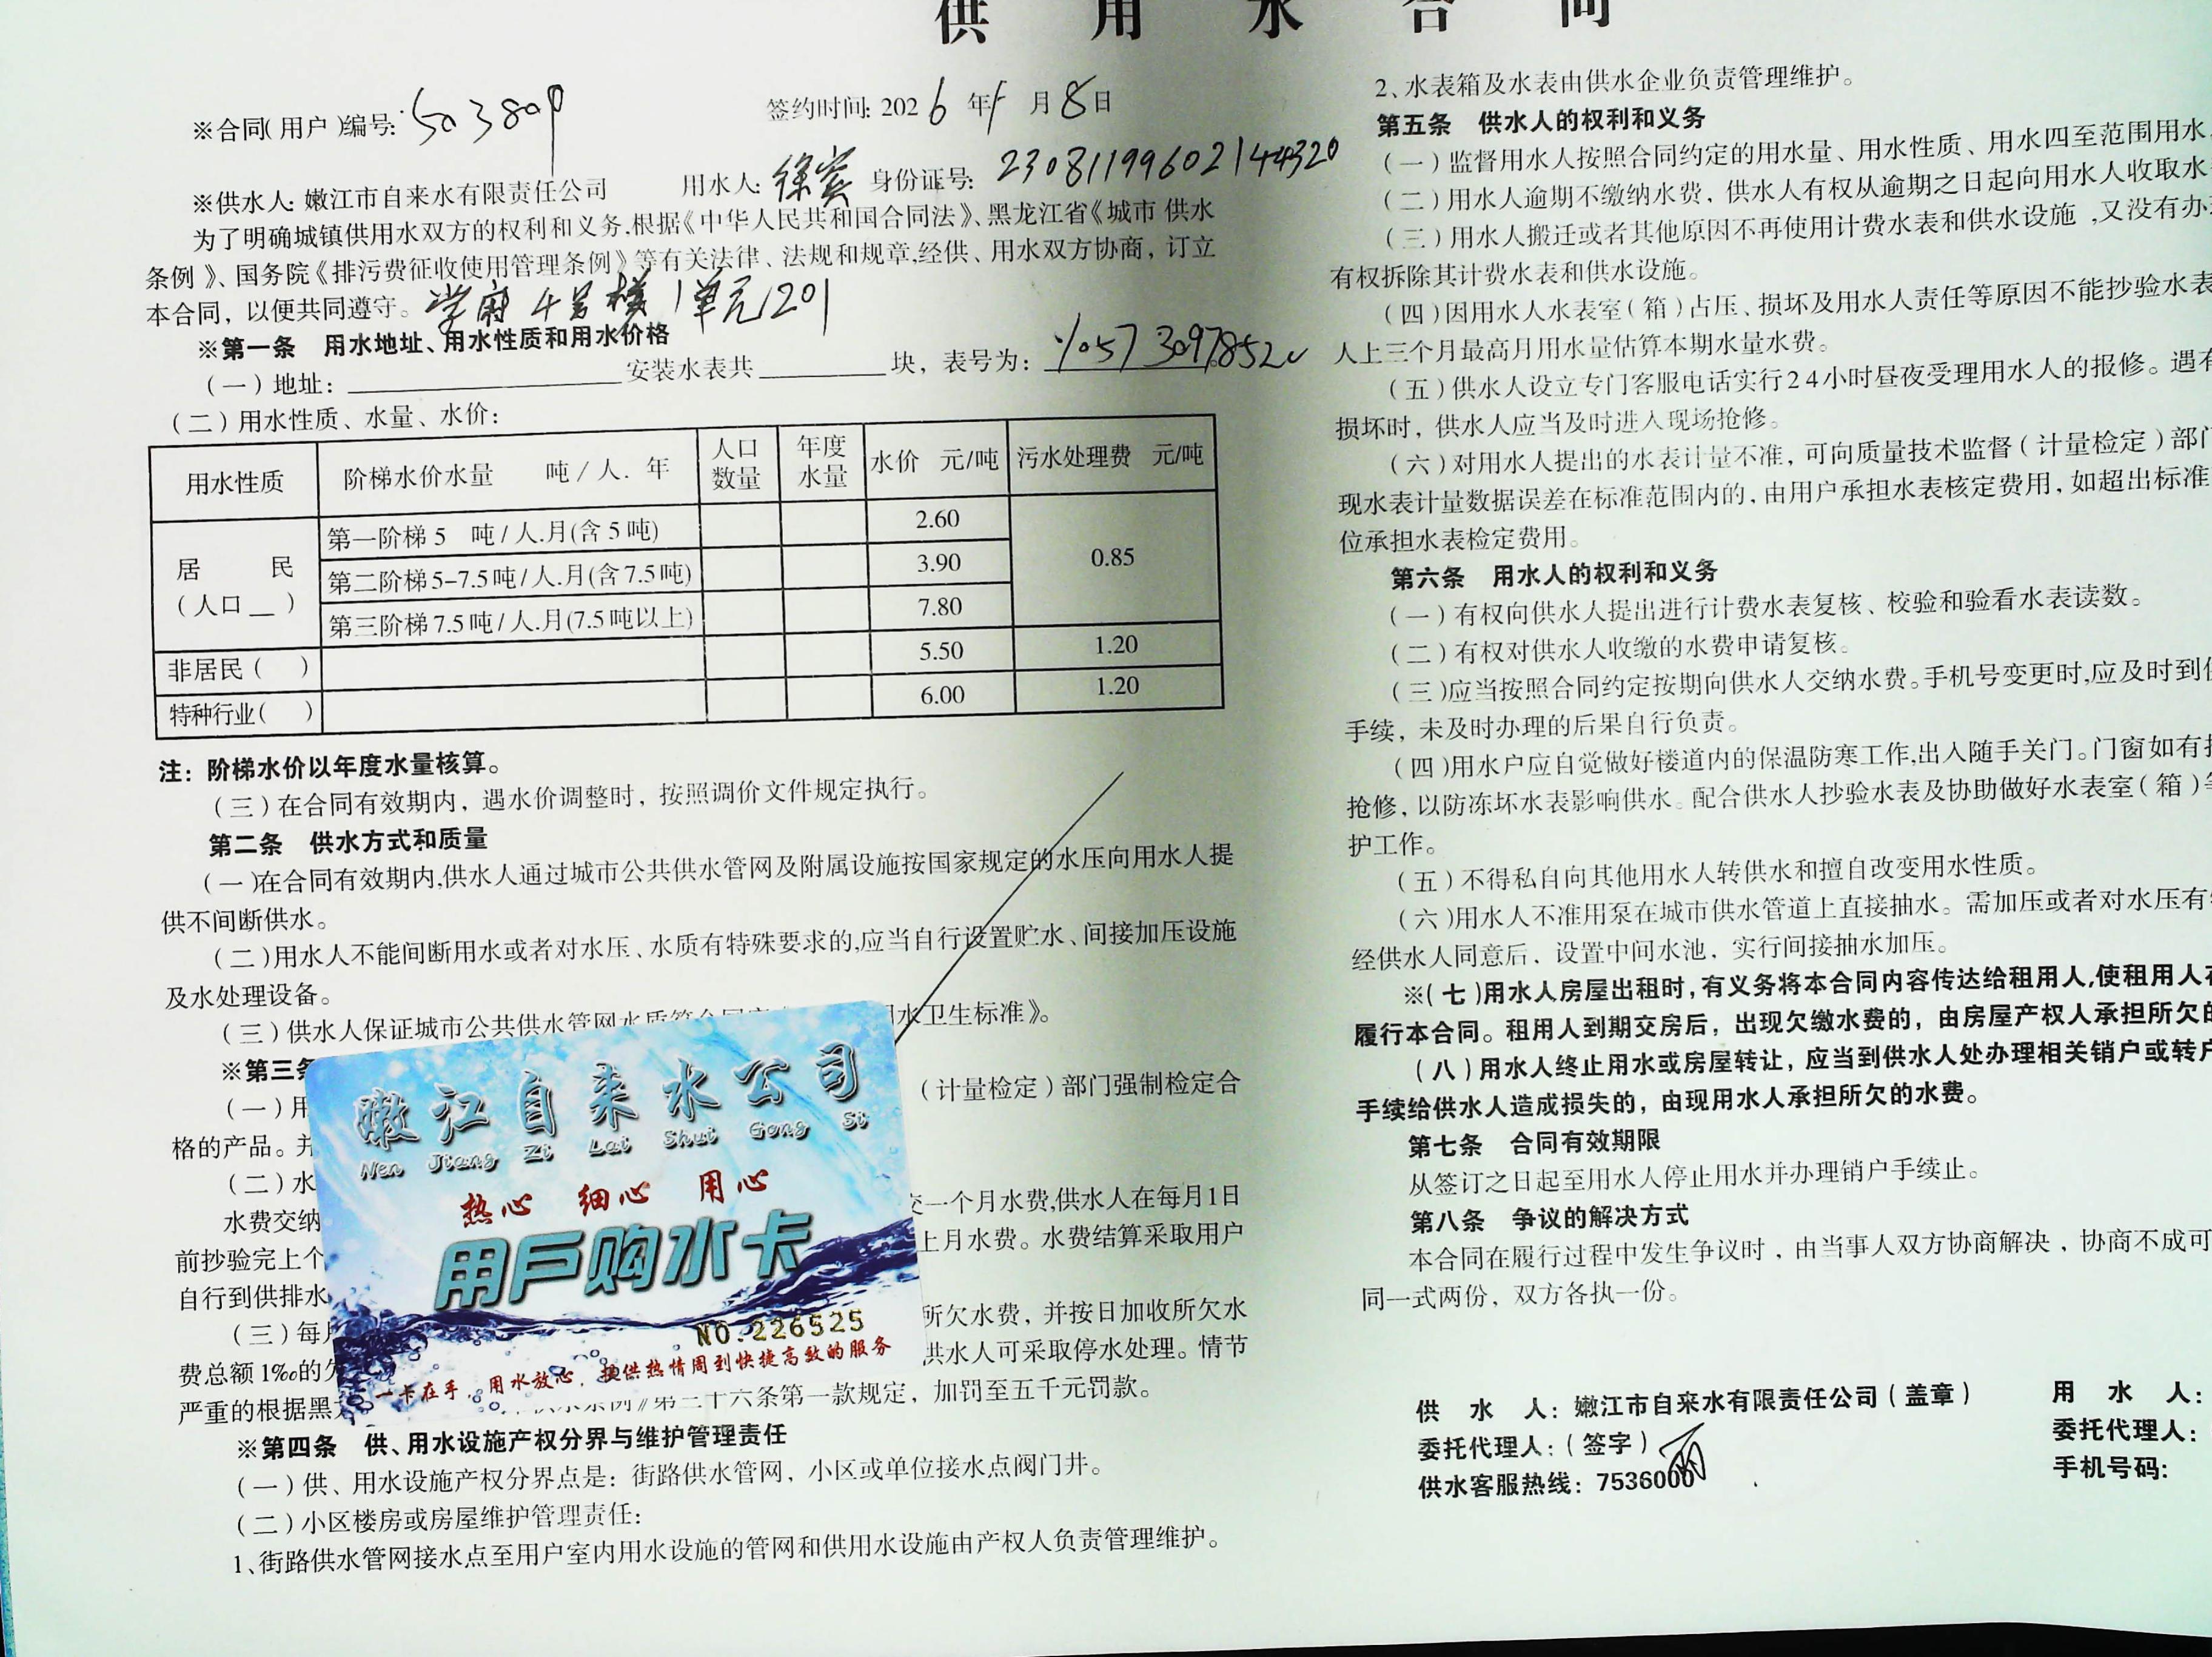 供 用 水 合 同
※合同(用户)编号: 503809
签约时间: 2026 年 月 8日
※供水人: 嫩江市自来水有限责任公司 用水人: 徐 身份证号:
为了明确城镇供用水双方的权利和义务.根据《中华人民共和国合同法》、黑龙江省《城市 供水
条例》、国务院《排污费征收使用管理条例》等有关法律、法规和规章,经供、用水双方协商，订立
本合同，以便共同遵守。 学府4号楼1单元201
※第一条 用水地址、用水性质和用水价格
（一）地址: 安装水表共 块，表号为:
（二）用水性质、水量、水价:
用水性质 阶梯水价水量 吨/人. 年 人口数量 年度水量 水价 元/吨 污水处理费 元/吨
居 民
（人口 ）
第一阶梯 5 吨/人.月(含 5 吨) 2.60
第二阶梯 5-7.5吨/人.月(含 7.5吨) 3.90 0.85
第三阶梯 7.5吨/人.月(7.5吨以上) 7.80
非居民（ ） 5.50 1.20
特种行业（ ） 6.00 1.20
注: 阶梯水价以年度水量核算。
（三）在合同有效期内，遇水价调整时，按照调价文件规定执行。
第二条 供水方式和质量
（一)在合同有效期内,供水人通过城市公共供水管网及附属设施按国家规定的水压向用水人提
供不间断供水。
（二)用水人不能间断用水或者对水压、水质有特殊要求的,应当自行设置贮水、间接加压设施
及水处理设备。
（三）供水人保证城市公共供水管网水质符合 用水卫生标准》。
※第三条
（一）用 （计量检定）部门强制检定合
格的产品。并
（二）水
水费交纳 交一个月水费,供水人在每月1日
前抄验完上个 上月水费。水费结算采取用户
自行到供排水
（三）每月 所欠水费，并按日加收所欠水
费总额1‰的 供水人可采取停水处理。情节
严重的根据黑 供水条例》第三十六条第一款规定，加罚至五千元罚款。
※第四条 供、用水设施产权分界与维护管理责任
（一）供、用水设施产权分界点是: 街路供水管网，小区或单位接水点阀门井。
（二）小区楼房或房屋维护管理责任:
1、街路供水管网接水点至用户室内用水设施的管网和供用水设施由产权人负责管理维护。
嫩江自来水公司
Nen Jiang Zi Lai Shui Gong Si
热心 细心 用心
用户购水卡
NO.226525
一卡在手，用水放心，提供热情周到快捷高效的服务
2、水表箱及水表由供水企业负责管理维护。
第五条 供水人的权利和义务
（一）监督用水人按照合同约定的用水量、用水性质、用水四至范围用水
（二）用水人逾期不缴纳水费，供水人有权从逾期之日起向用水人收取水
（三）用水人搬迁或者其他原因不再使用计费水表和供水设施 ,又没有办
有权拆除其计费水表和供水设施。
（四）因用水人水表室（箱）占压、损坏及用水人责任等原因不能抄验水表
人上三个月最高月用水量估算本期水量水费。
（五）供水人设立专门客服电话实行24小时昼夜受理用水人的报修。遇有
损坏时，供水人应当及时进入现场抢修。
（六）对用水人提出的水表计量不准，可向质量技术监督（计量检定）部门
现水表计量数据误差在标准范围内的，由用户承担水表核定费用，如超出标准
位承担水表检定费用。
第六条 用水人的权利和义务
（一）有权向供水人提出进行计费水表复核、校验和验看水表读数。
（二）有权对供水人收缴的水费申请复核。
（三)应当按照合同约定按期向供水人交纳水费。手机号变更时,应及时到
手续，未及时办理的后果自行负责。
（四)用水户应自觉做好楼道内的保温防寒工作,出入随手关门。门窗如有
抢修，以防冻坏水表影响供水。配合供水人抄验水表及协助做好水表室（箱）等
护工作。
（五）不得私自向其他用水人转供水和擅自改变用水性质。
（六)用水人不准用泵在城市供水管道上直接抽水。需加压或者对水压有
经供水人同意后，设置中间水池，实行间接抽水加压。
※(七)用水人房屋出租时,有义务将本合同内容传达给租用人,使租用人
履行本合同。租用人到期交房后，出现欠缴水费的，由房屋产权人承担所欠的
（八）用水人终止用水或房屋转让，应当到供水人处办理相关销户或转户
手续给供水人造成损失的，由现用水人承担所欠的水费。
第七条 合同有效期限
从签订之日起至用水人停止用水并办理销户手续止。
第八条 争议的解决方式
本合同在履行过程中发生争议时，由当事人双方协商解决，协商不成可
同一式两份，双方各执一份。
供 水 人: 嫩江市自来水有限责任公司（盖章） 用 水 人:
委托代理人:（签字） 委托代理人:
供水客服热线: 7536000 手机号码: